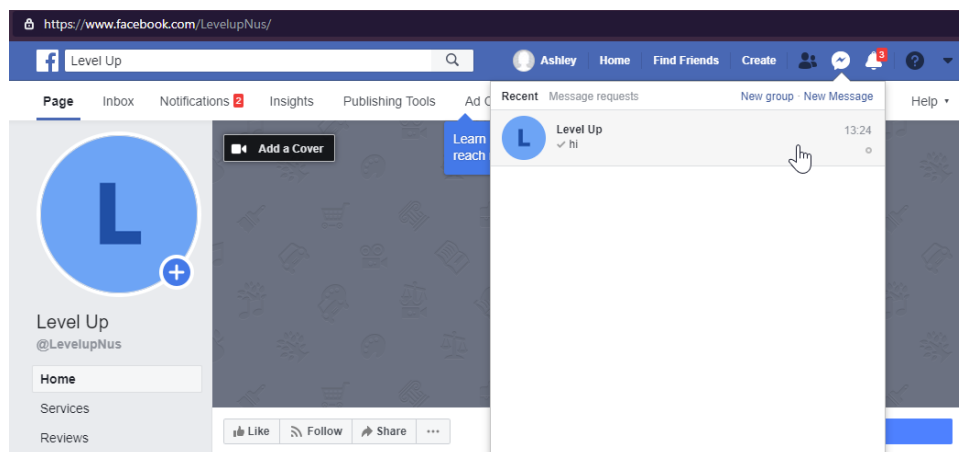 https://www.facebook.com/LevelupNus/
f Level Up Ashley Home Find Friends Create 3 ?
Page Inbox Notifications 2 Insights Publishing Tools Help
Recent Message requests New group · New Message
L Level Up 13:24
✓ hi
Learn
reach
Add a Cover
L
Level Up
@LevelupNus
Home
Services
Reviews
Like Follow Share ...